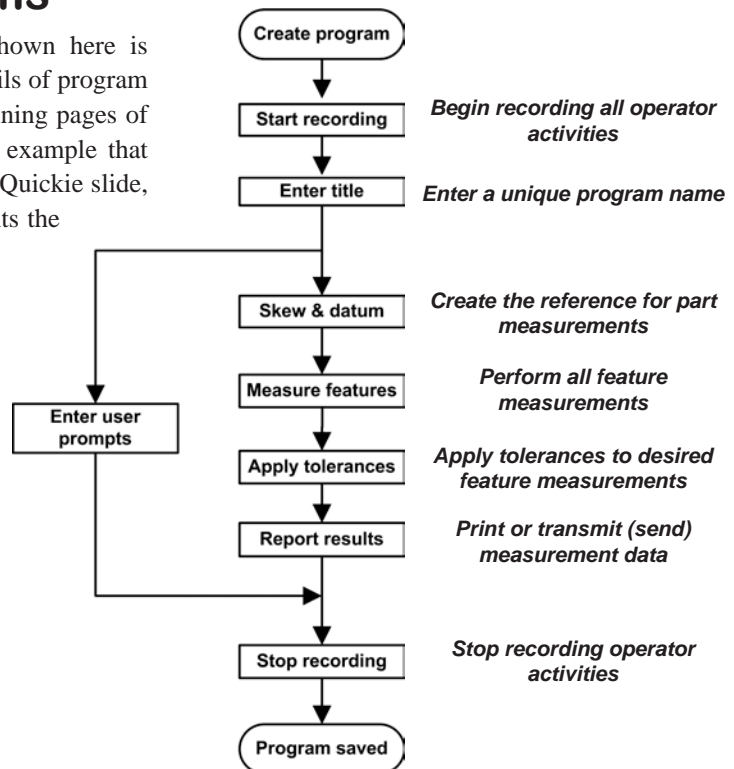 hown here is
ils of program
ning pages of
example that
Quickie slide,
ts the
Create program
Start recording
Begin recording all operator
activities
Enter title
Enter a unique program name
Skew & datum
Create the reference for part
measurements
Measure features
Perform all feature
measurements
Enter user
prompts
Apply tolerances
Apply tolerances to desired
feature measurements
Report results
Print or transmit (send)
measurement data
Stop recording
Stop recording operator
activities
Program saved